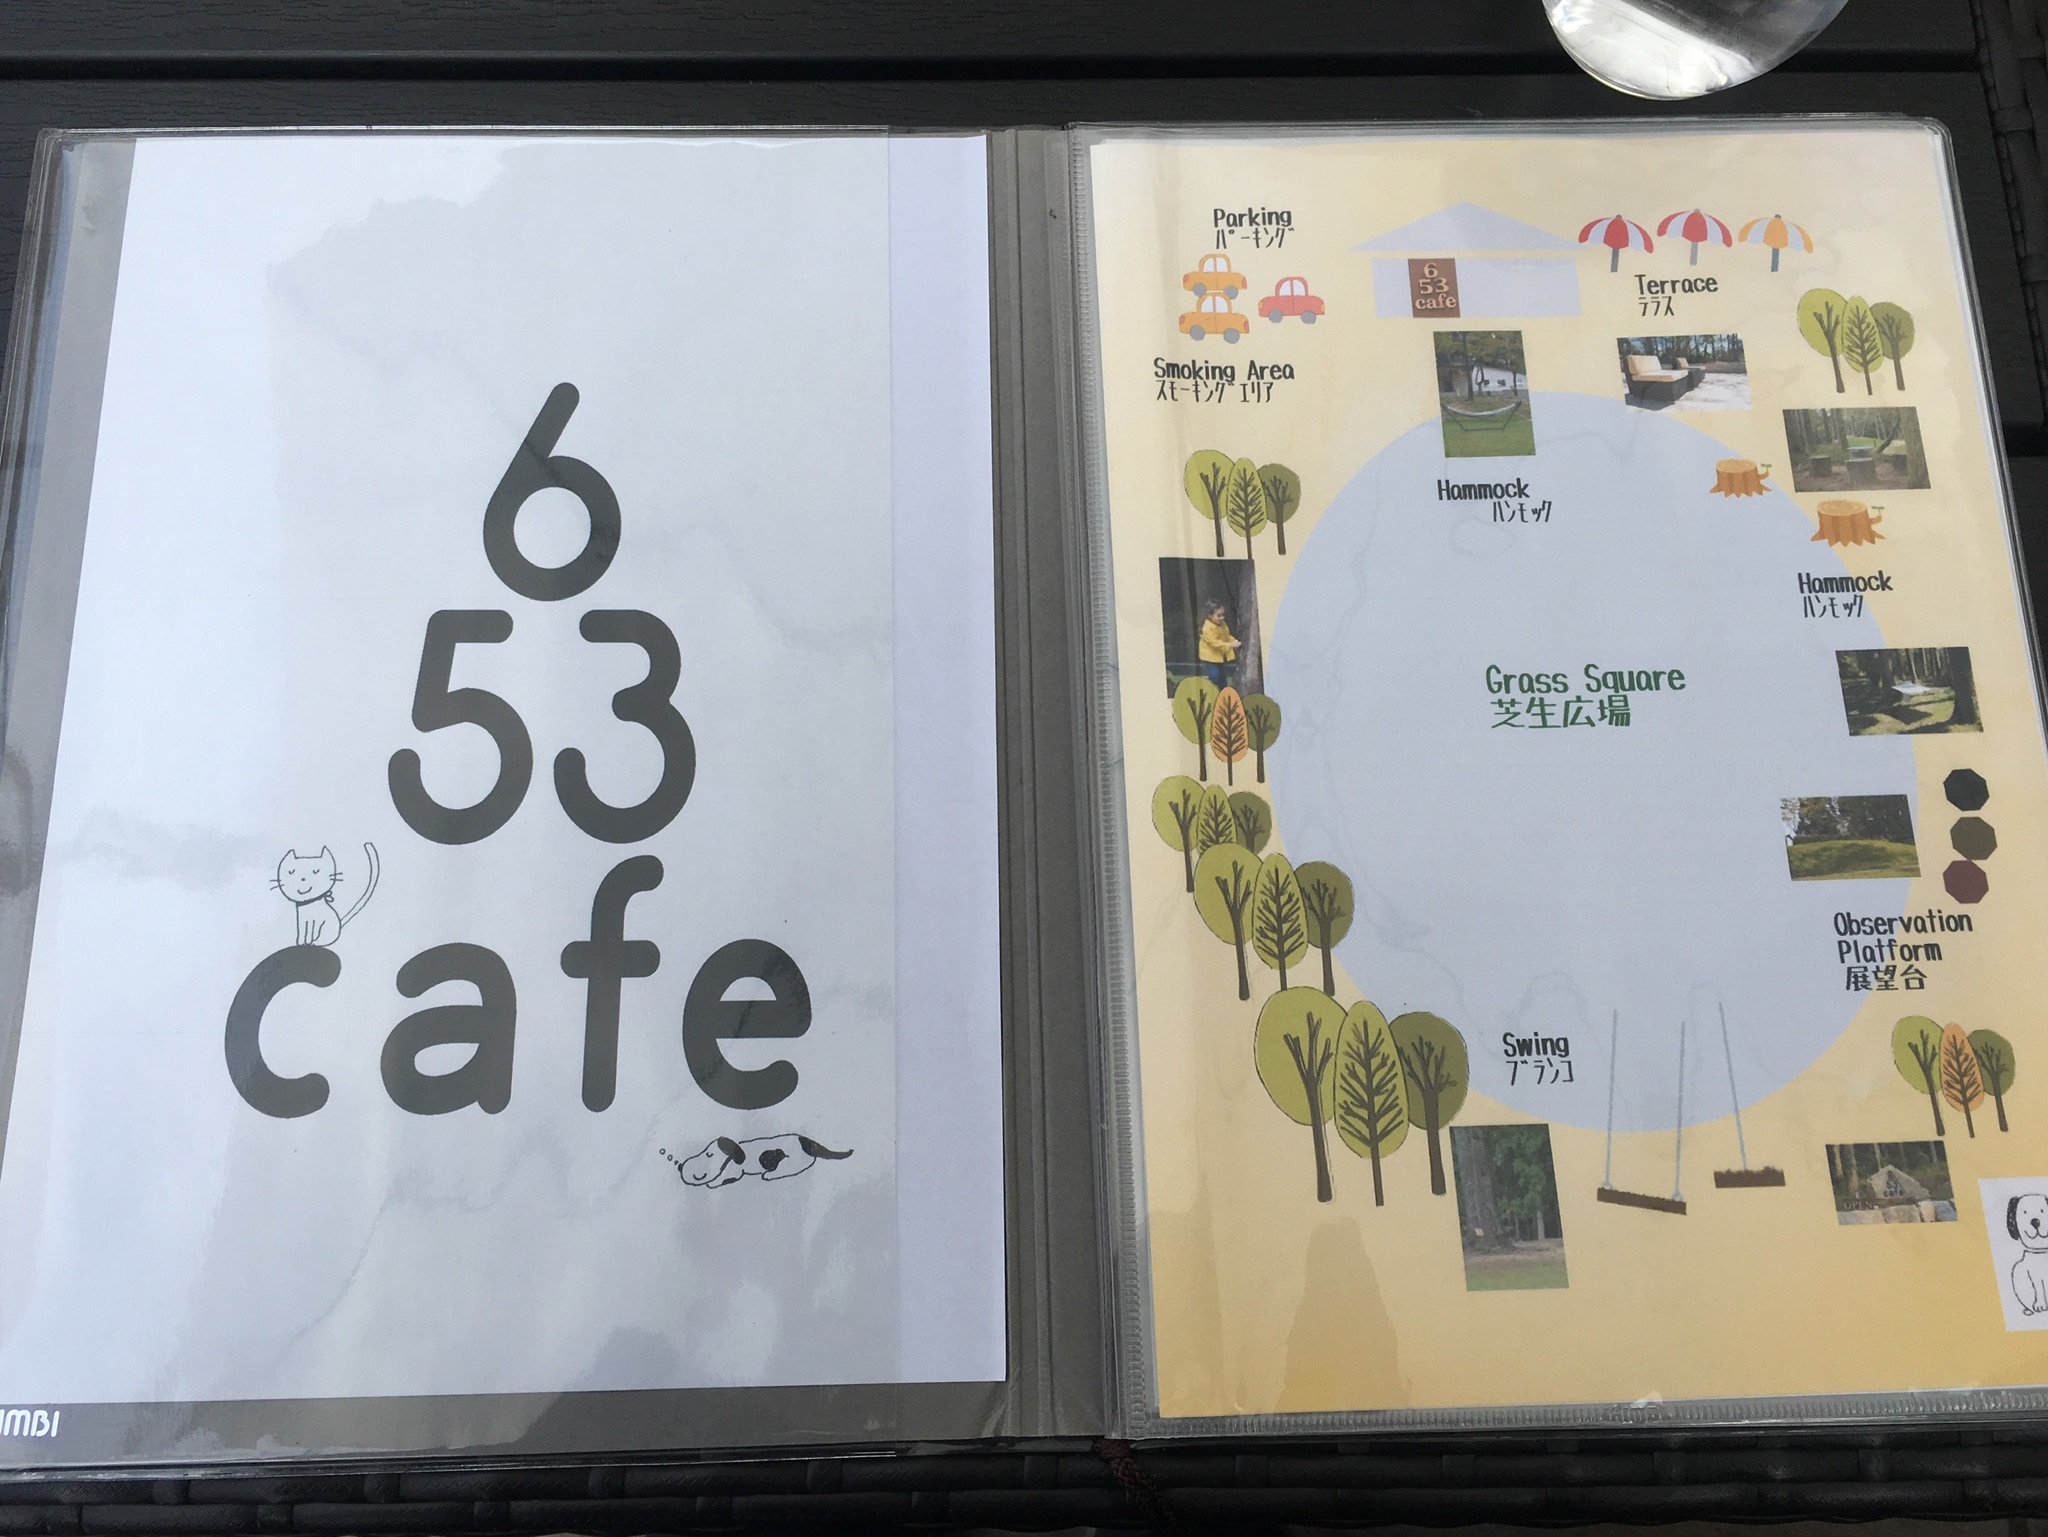 6
53
cafe
Parking
パーキング
6
53
cafe
Terrace
テラス
Smoking Area
スモーキングエリア
Hammock
ハンモック
Hammock
ハンモック
Grass Square
芝生広場
Observation
Platform
展望台
Swing
ブランコ